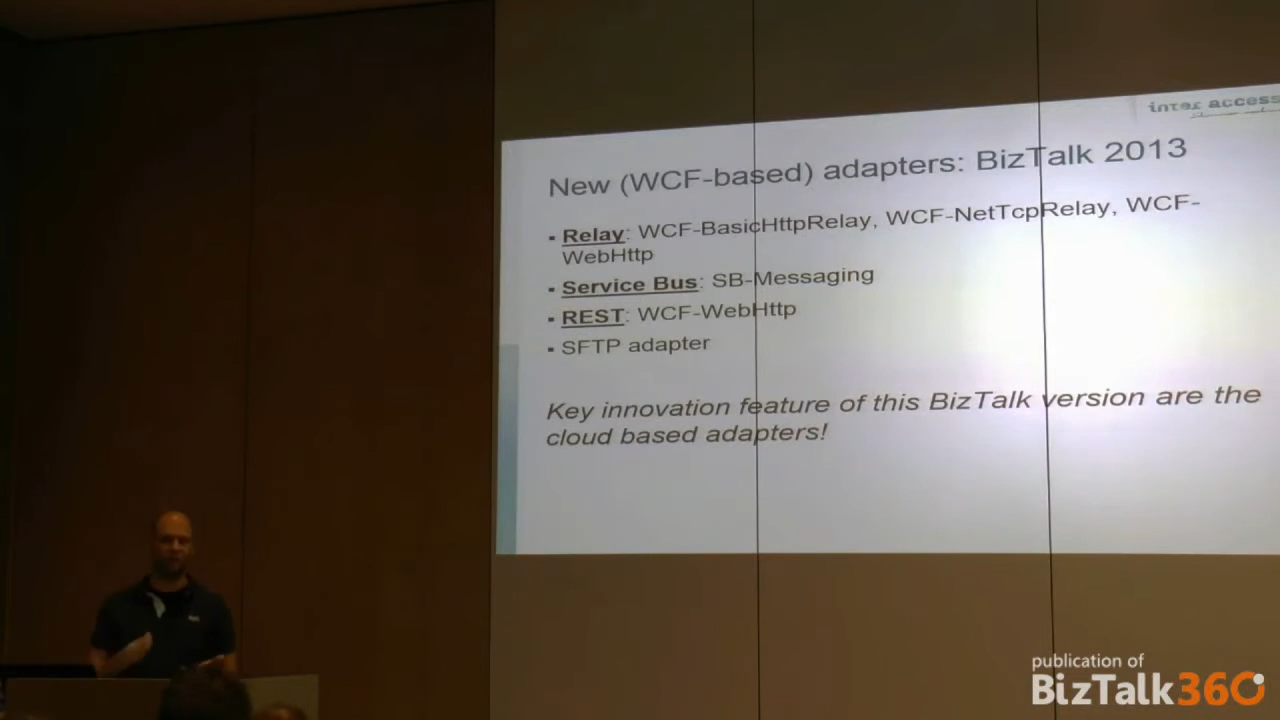 inter access
New (WCF-based) adapters: BizTalk 2013
▪ Relay: WCF-BasicHttpRelay, WCF-NetTcpRelay, WCF-
WebHttp
▪ Service Bus: SB-Messaging
▪ REST: WCF-WebHttp
▪ SFTP adapter
Key innovation feature of this BizTalk version are the
cloud based adapters!
publication of
BizTalk360